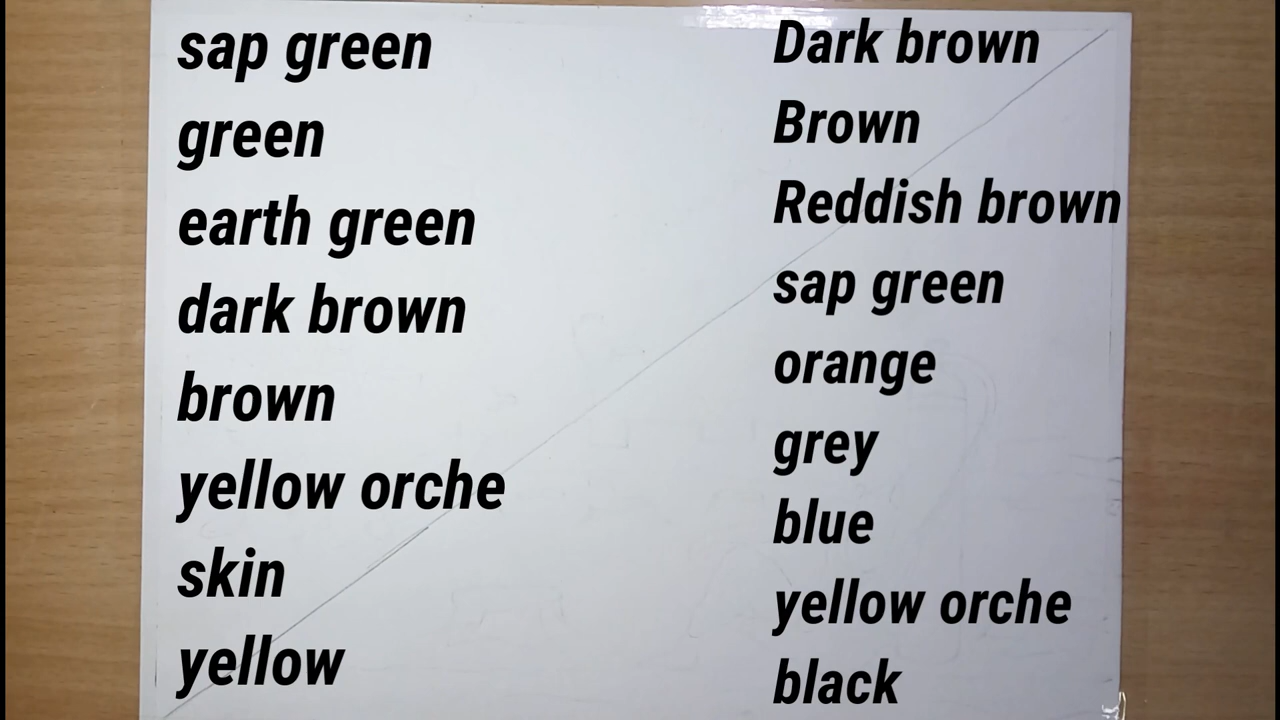 sap green
green
earth green
dark brown
brown
yellow orche
skin
yellow
Dark brown
Brown
Reddish brown
sap green
orange
grey
blue
yellow orche
black